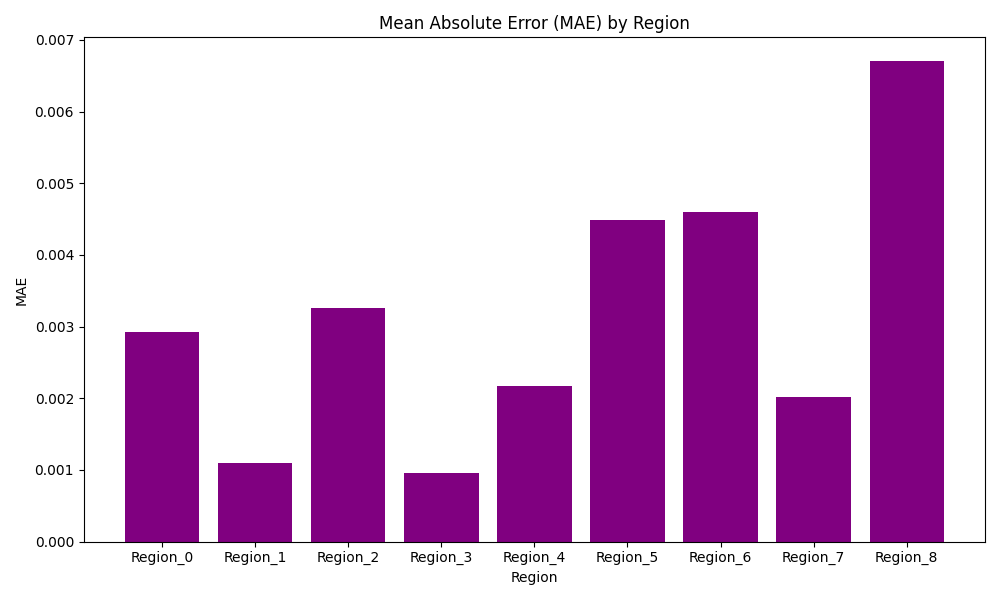 Mean Absolute Error (MAE) by Region
0.007
0.006
0.005
0.004
0.003
0.002
0.001
0.000
MAE
Region_0 Region_1 Region_2 Region_3 Region_4 Region_5 Region_6 Region_7 Region_8
Region